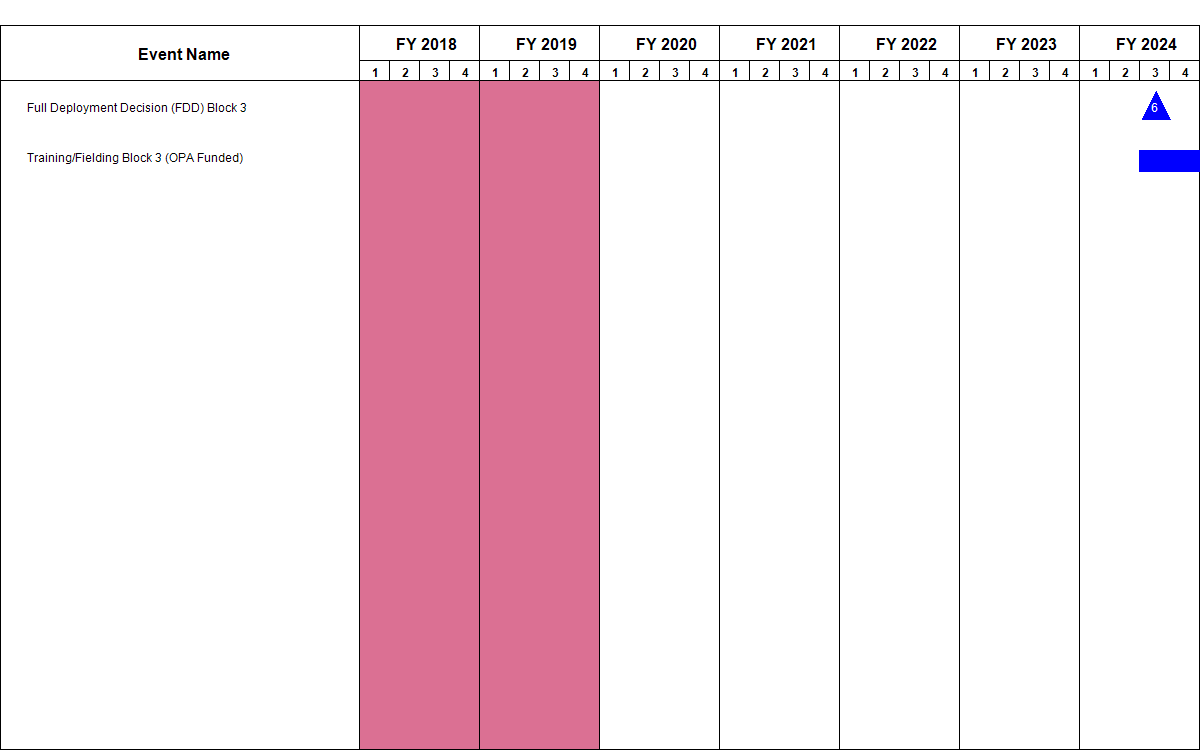 Event Name
FY 2018 FY 2019 FY 2020 FY 2021 FY 2022 FY 2023 FY 2024
1 2 3 4 1 2 3 4 1 2 3 4 1 2 3 4 1 2 3 4 1 2 3 4 1 2 3 4
Full Deployment Decision (FDD) Block 3
6
Training/Fielding Block 3 (OPA Funded)